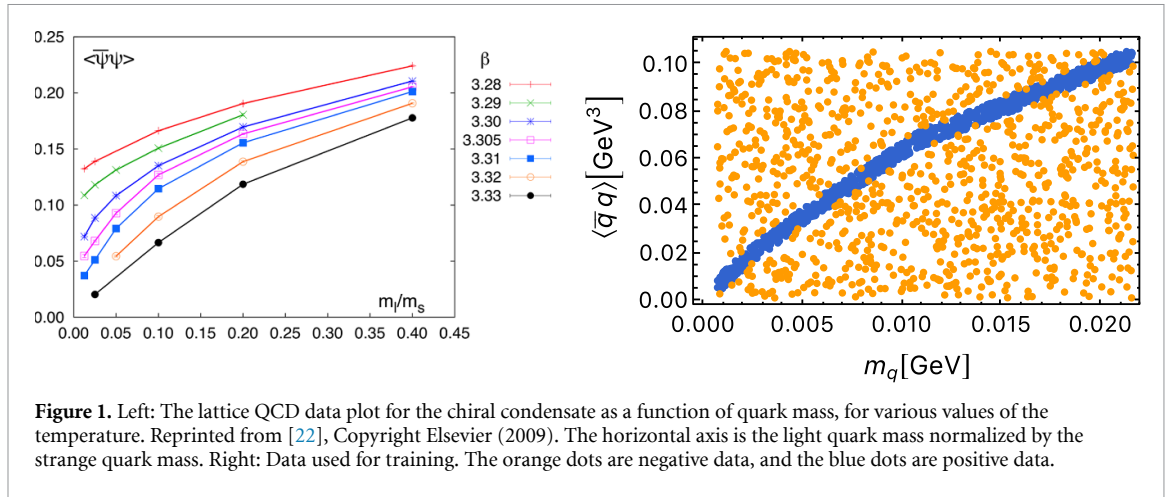 0.25
0.20
0.15
0.10
0.05
0.00
<ψ̅ψ>
0.00 0.05 0.10 0.15 0.20 0.25 0.30 0.35 0.40 0.45
m_l/m_s
β
3.28
3.29
3.30
3.305
3.31
3.32
3.33
⟨q̅ q⟩[GeV³]
0.10
0.08
0.06
0.04
0.02
0.00
0.000 0.005 0.010 0.015 0.020
m_q[GeV]
Figure 1. Left: The lattice QCD data plot for the chiral condensate as a function of quark mass, for various values of the
temperature. Reprinted from [22], Copyright Elsevier (2009). The horizontal axis is the light quark mass normalized by the
strange quark mass. Right: Data used for training. The orange dots are negative data, and the blue dots are positive data.